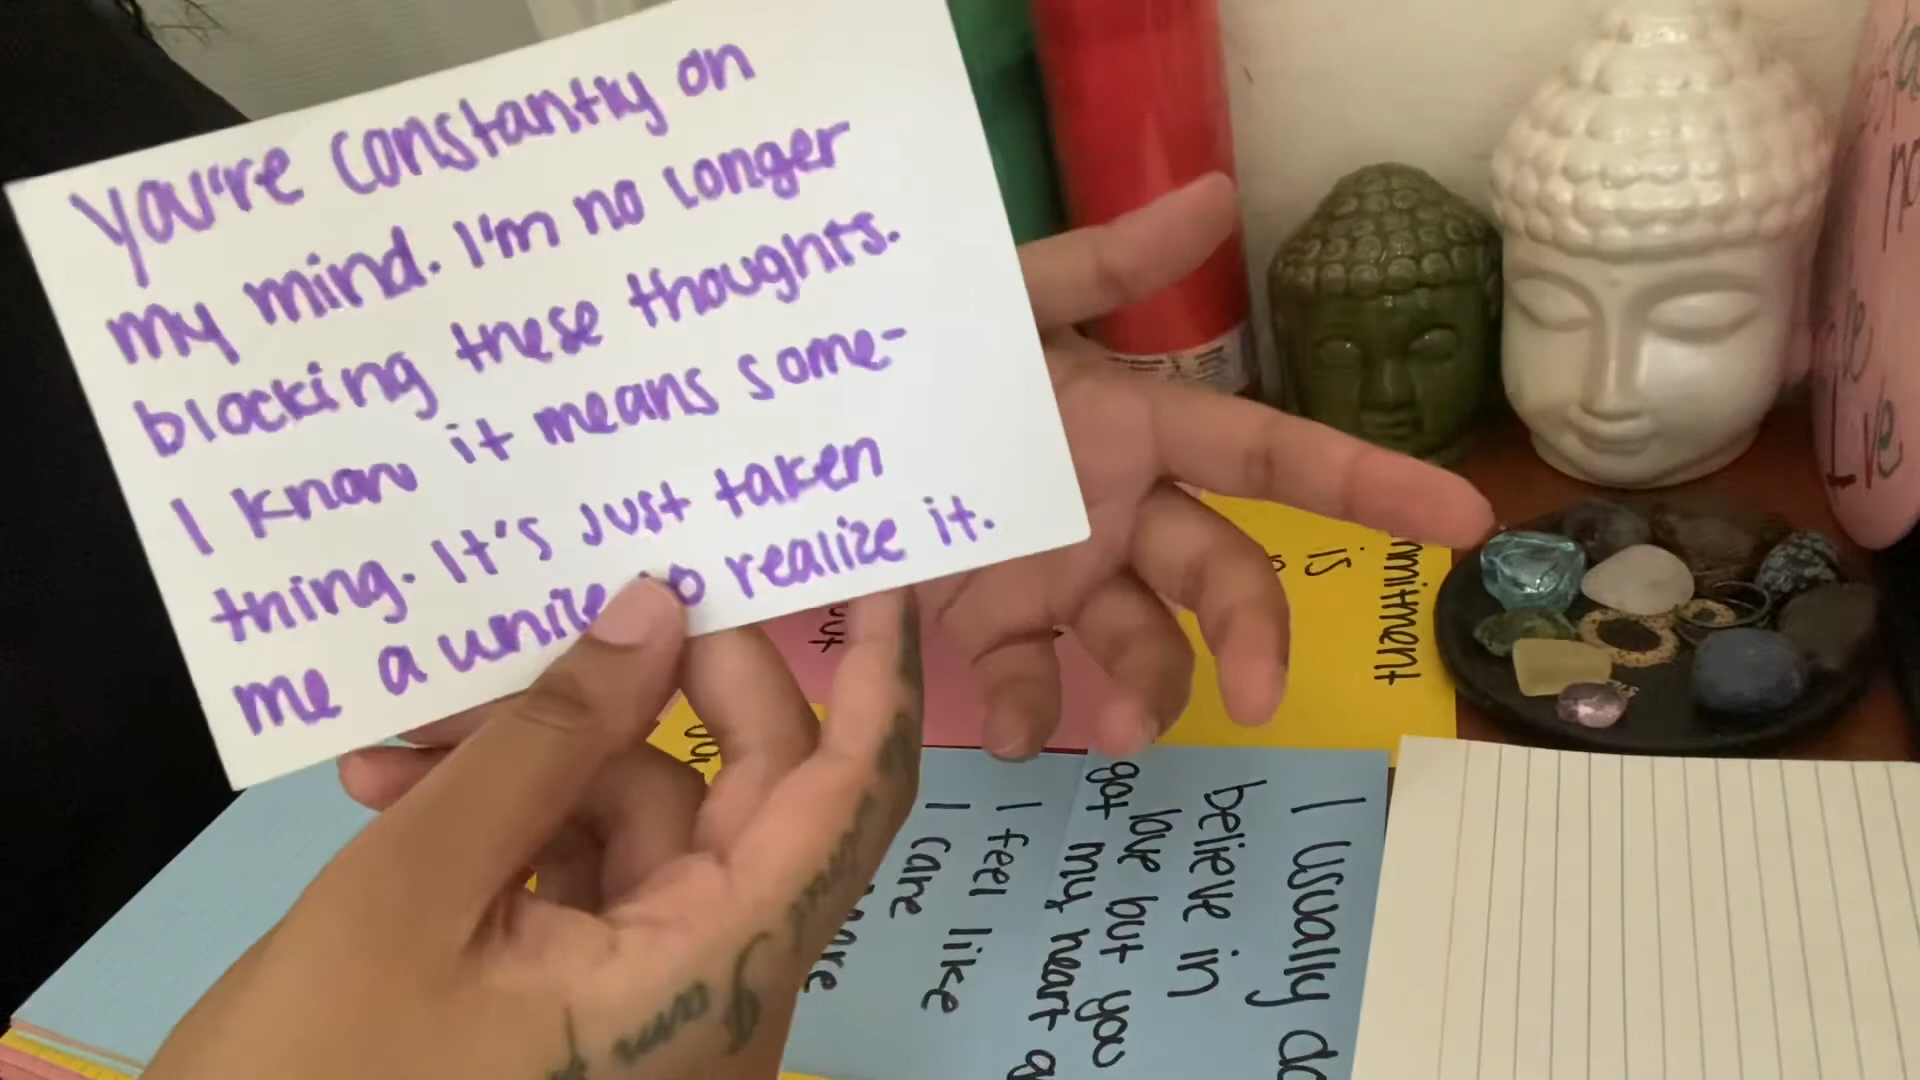 You're constantly on
my mind. I'm no longer
blocking these thoughts.
I know it means some-
thing. It's just taken
me a while to realize it.
mmitment
is
I usually do
believe in
love but you
got my heart
I feel like
I care
I am